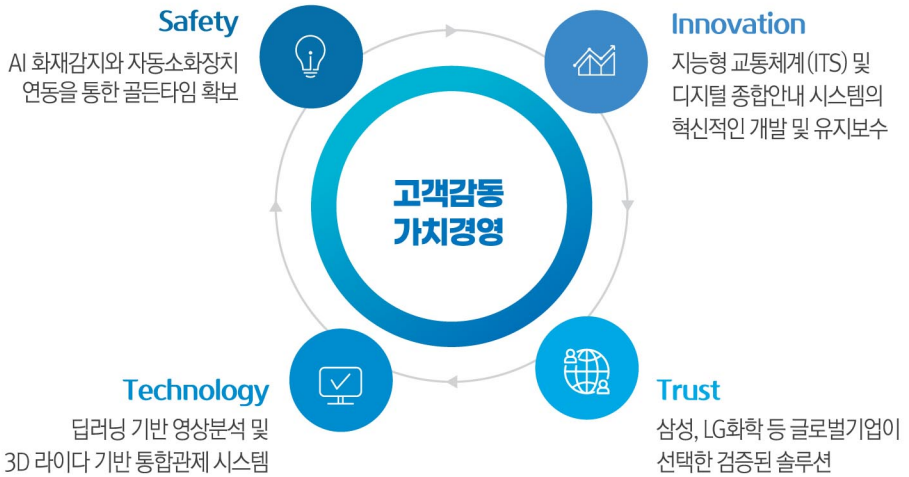 Safety
AI 화재감지와 자동소화장치
연동을 통한 골든타임 확보
Innovation
지능형 교통체계(ITS) 및
디지털 종합안내 시스템의
혁신적인 개발 및 유지보수
고객감동
가치경영
Technology
딥러닝 기반 영상분석 및
3D 라이다 기반 통합관제 시스템
Trust
삼성, LG화학 등 글로벌기업이
선택한 검증된 솔루션